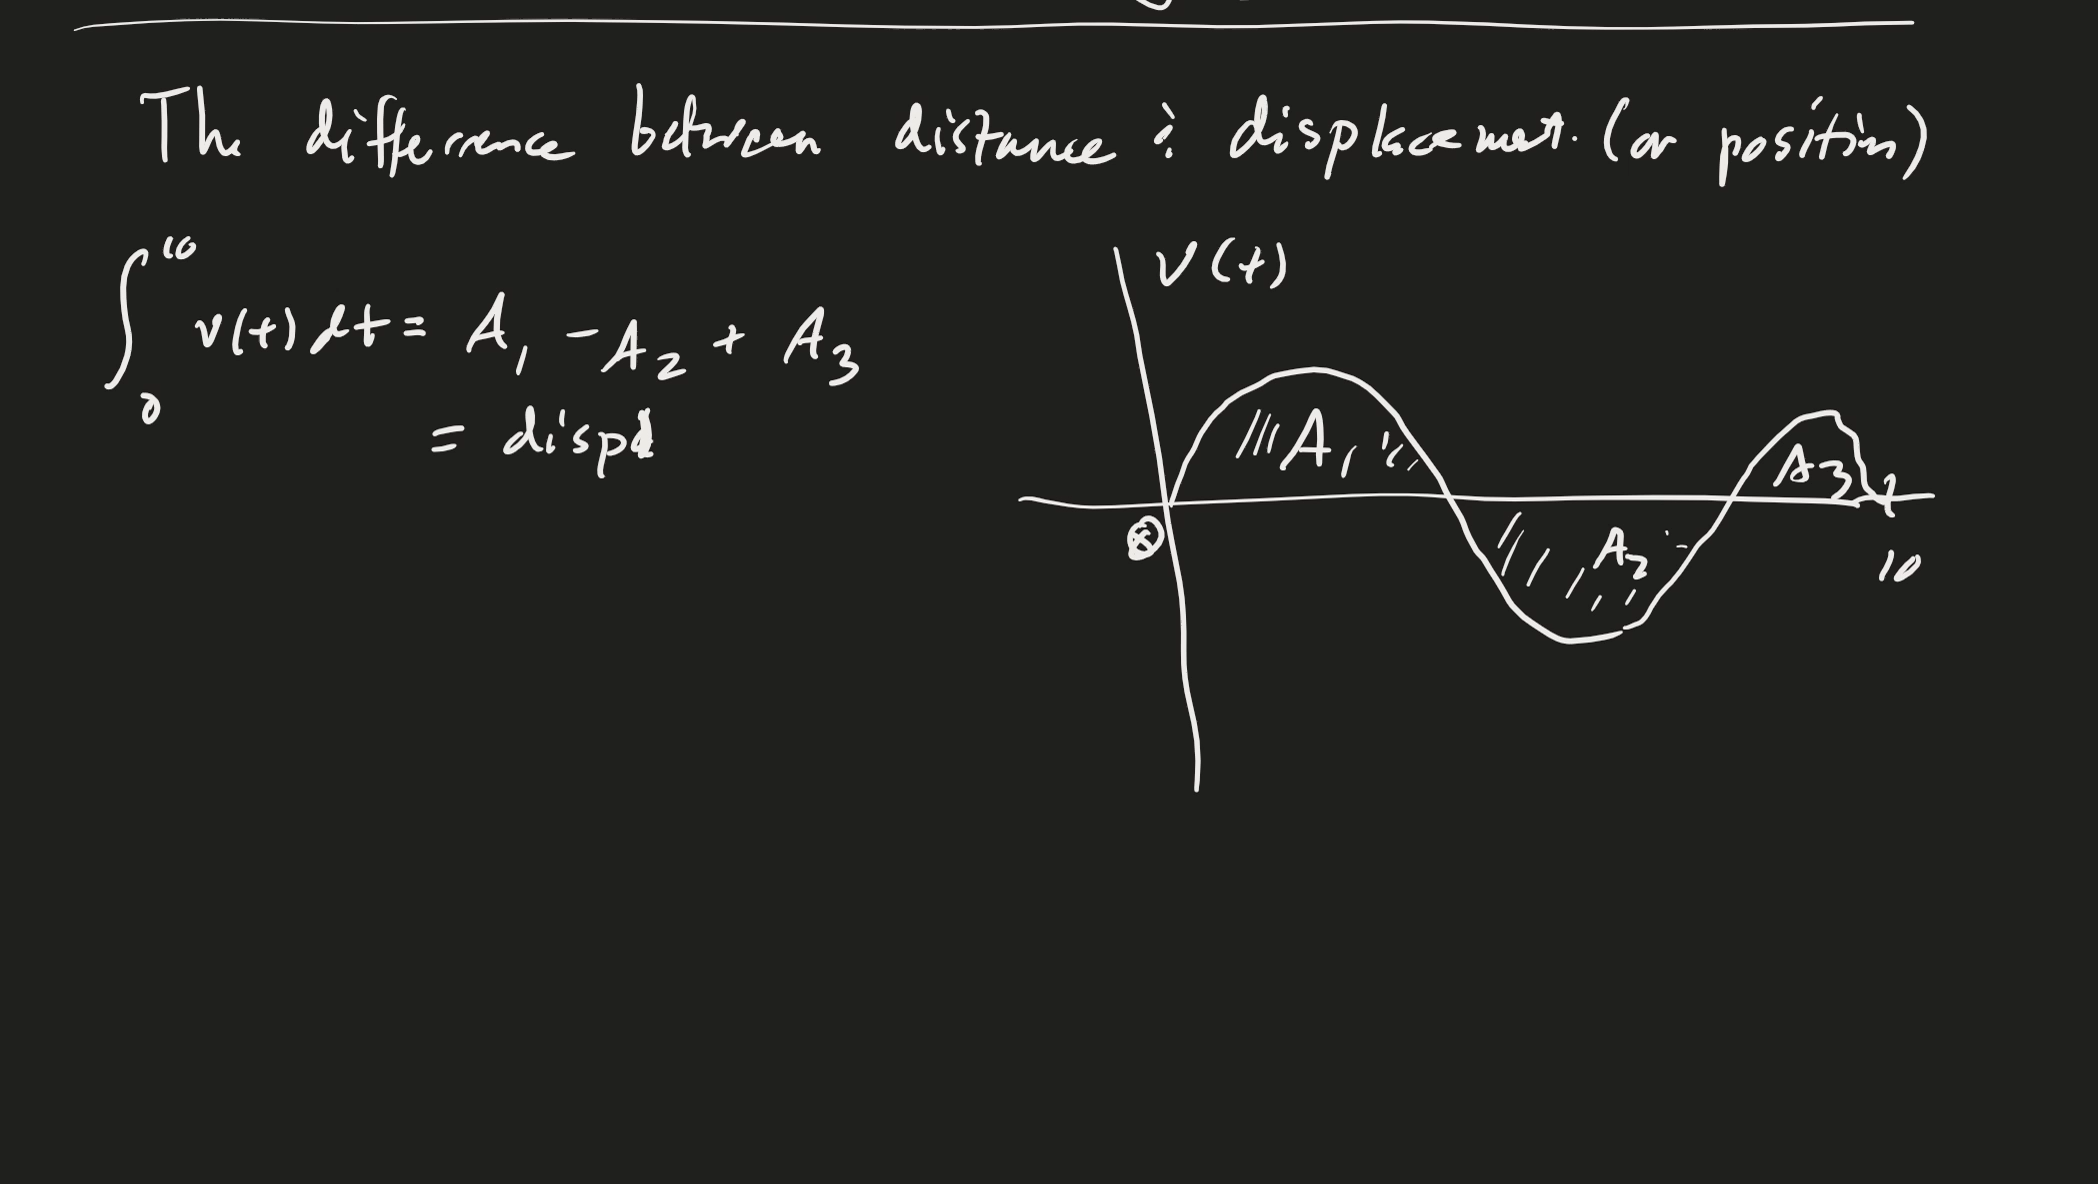 The difference between distance & displacement. (or position)
∫₀¹⁰ v(t) dt = A₁ - A₂ + A₃
= displ
v(t)
A₁
A₃
A₂
0
10